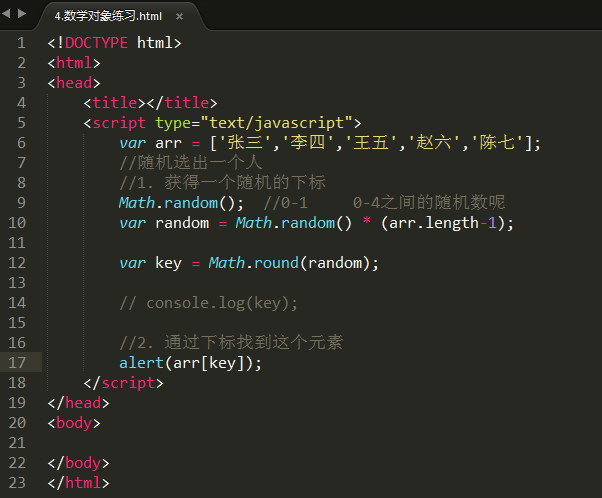 4.数学对象练习.html ×
1 <!DOCTYPE html>
2 <html>
3 <head>
4 <title></title>
5 <script type="text/javascript">
6 var arr = ['张三','李四','王五','赵六','陈七'];
7 //随机选出一个人
8 //1. 获得一个随机的下标
9 Math.random(); //0-1 0-4之间的随机数呢
10 var random = Math.random() * (arr.length-1);
11
12 var key = Math.round(random);
13
14 // console.log(key);
15
16 //2. 通过下标找到这个元素
17 alert(arr[key]);
18 </script>
19 </head>
20 <body>
21
22 </body>
23 </html>